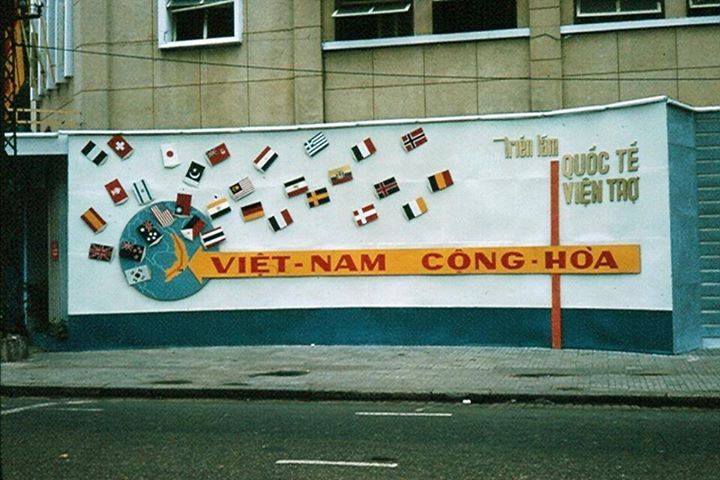 triển lãm
QUỐC TẾ
VIỆN TRỢ
VIỆT-NAM CỘNG-HÒA